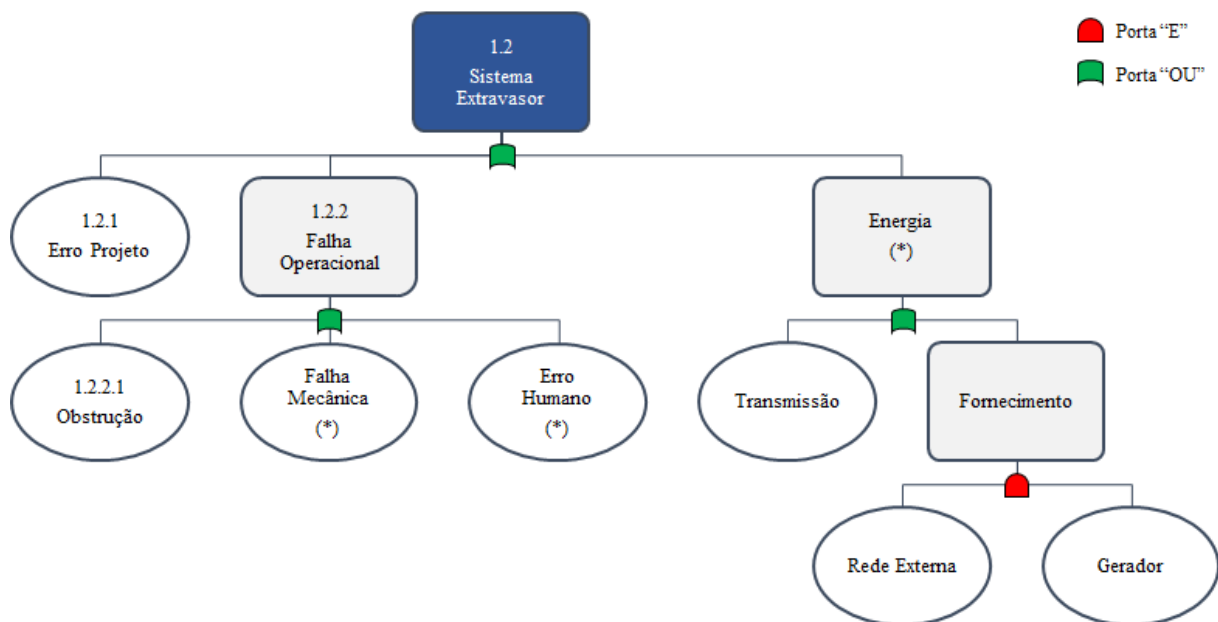 1.2
Sistema
Extravasor
Porta “E”
Porta “OU”
1.2.1
Erro Projeto
1.2.2
Falha
Operacional
Energia
(*)
1.2.2.1
Obstrução
Falha
Mecânica
(*)
Erro
Humano
(*)
Transmissão
Fornecimento
Rede Externa
Gerador